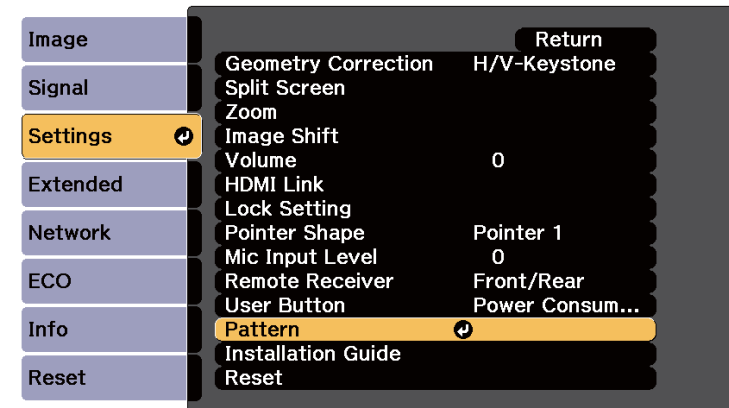 Image
Signal
Settings
Extended
Network
ECO
Info
Reset
Return
Geometry Correction H/V-Keystone
Split Screen
Zoom
Image Shift
Volume 0
HDMI Link
Lock Setting
Pointer Shape Pointer 1
Mic Input Level 0
Remote Receiver Front/Rear
User Button Power Consum...
Pattern
Installation Guide
Reset